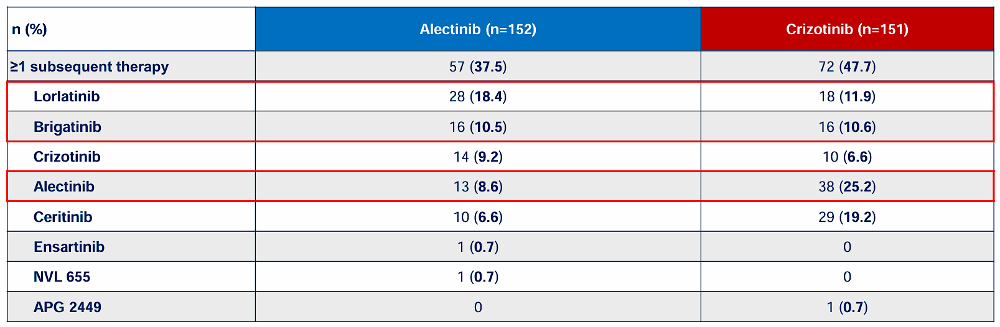 n (%) Alectinib (n=152) Crizotinib (n=151)
≥1 subsequent therapy 57 (37.5) 72 (47.7)
Lorlatinib 28 (18.4) 18 (11.9)
Brigatinib 16 (10.5) 16 (10.6)
Crizotinib 14 (9.2) 10 (6.6)
Alectinib 13 (8.6) 38 (25.2)
Ceritinib 10 (6.6) 29 (19.2)
Ensartinib 1 (0.7) 0
NVL 655 1 (0.7) 0
APG 2449 0 1 (0.7)